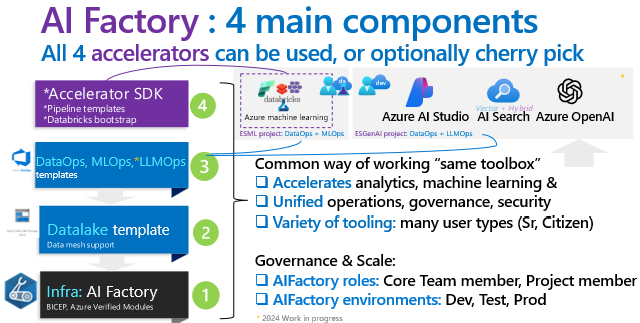 AI Factory : 4 main components
All 4 accelerators can be used, or optionally cherry pick
*Accelerator SDK
*Pipeline templates
*Databricks bootstrap
4
databricks
Azure machine learning
ds
dev
Azure AI Studio
Vector + Hybrid
AI Search
Azure OpenAI
*
ESML project: DataOps + MLOps
ESGenAI project: DataOps + LLMOps
DataOps, MLOps,*LLMOps
templates
3
Datalake template
Data mesh support
2
Infra: AI Factory
BICEP, Azure Verified Modules
1
Common way of working “same toolbox”
Accelerates analytics, machine learning &
Unified operations, governance, security
Variety of tooling: many user types (Sr, Citizen)
Governance & Scale:
AIFactory roles: Core Team member, Project member
AIFactory environments: Dev, Test, Prod
* 2024 Work in progress